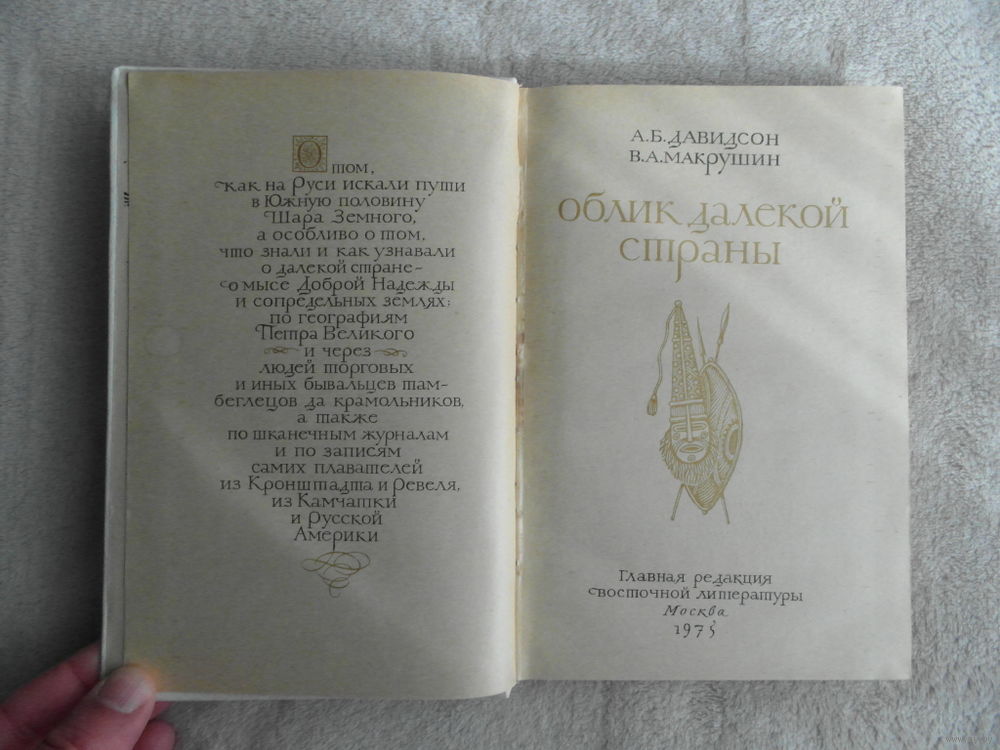 О том,
как на Руси искали пути
в Южную половину
Шара Земного,
а особливо о том,
что знали и как узнавали
о далекой стране–
о мысе Доброй Надежды
и сопредельных землях:
по географиям
Петра Великого
и через
людей торговых
и иных бывальцев там–
беглецов да крамольников,
а также
по шканечным журналам
и по записям
самих плавателей
из Кронштадта и Ревеля,
из Камчатки
и Русской
Америки
А.Б. ДАВИДСОН
В.А. МАКРУШИН
ОБЛИК ДАЛЕКОЙ
СТРАНЫ
Главная редакция
восточной литературы
Москва
1975